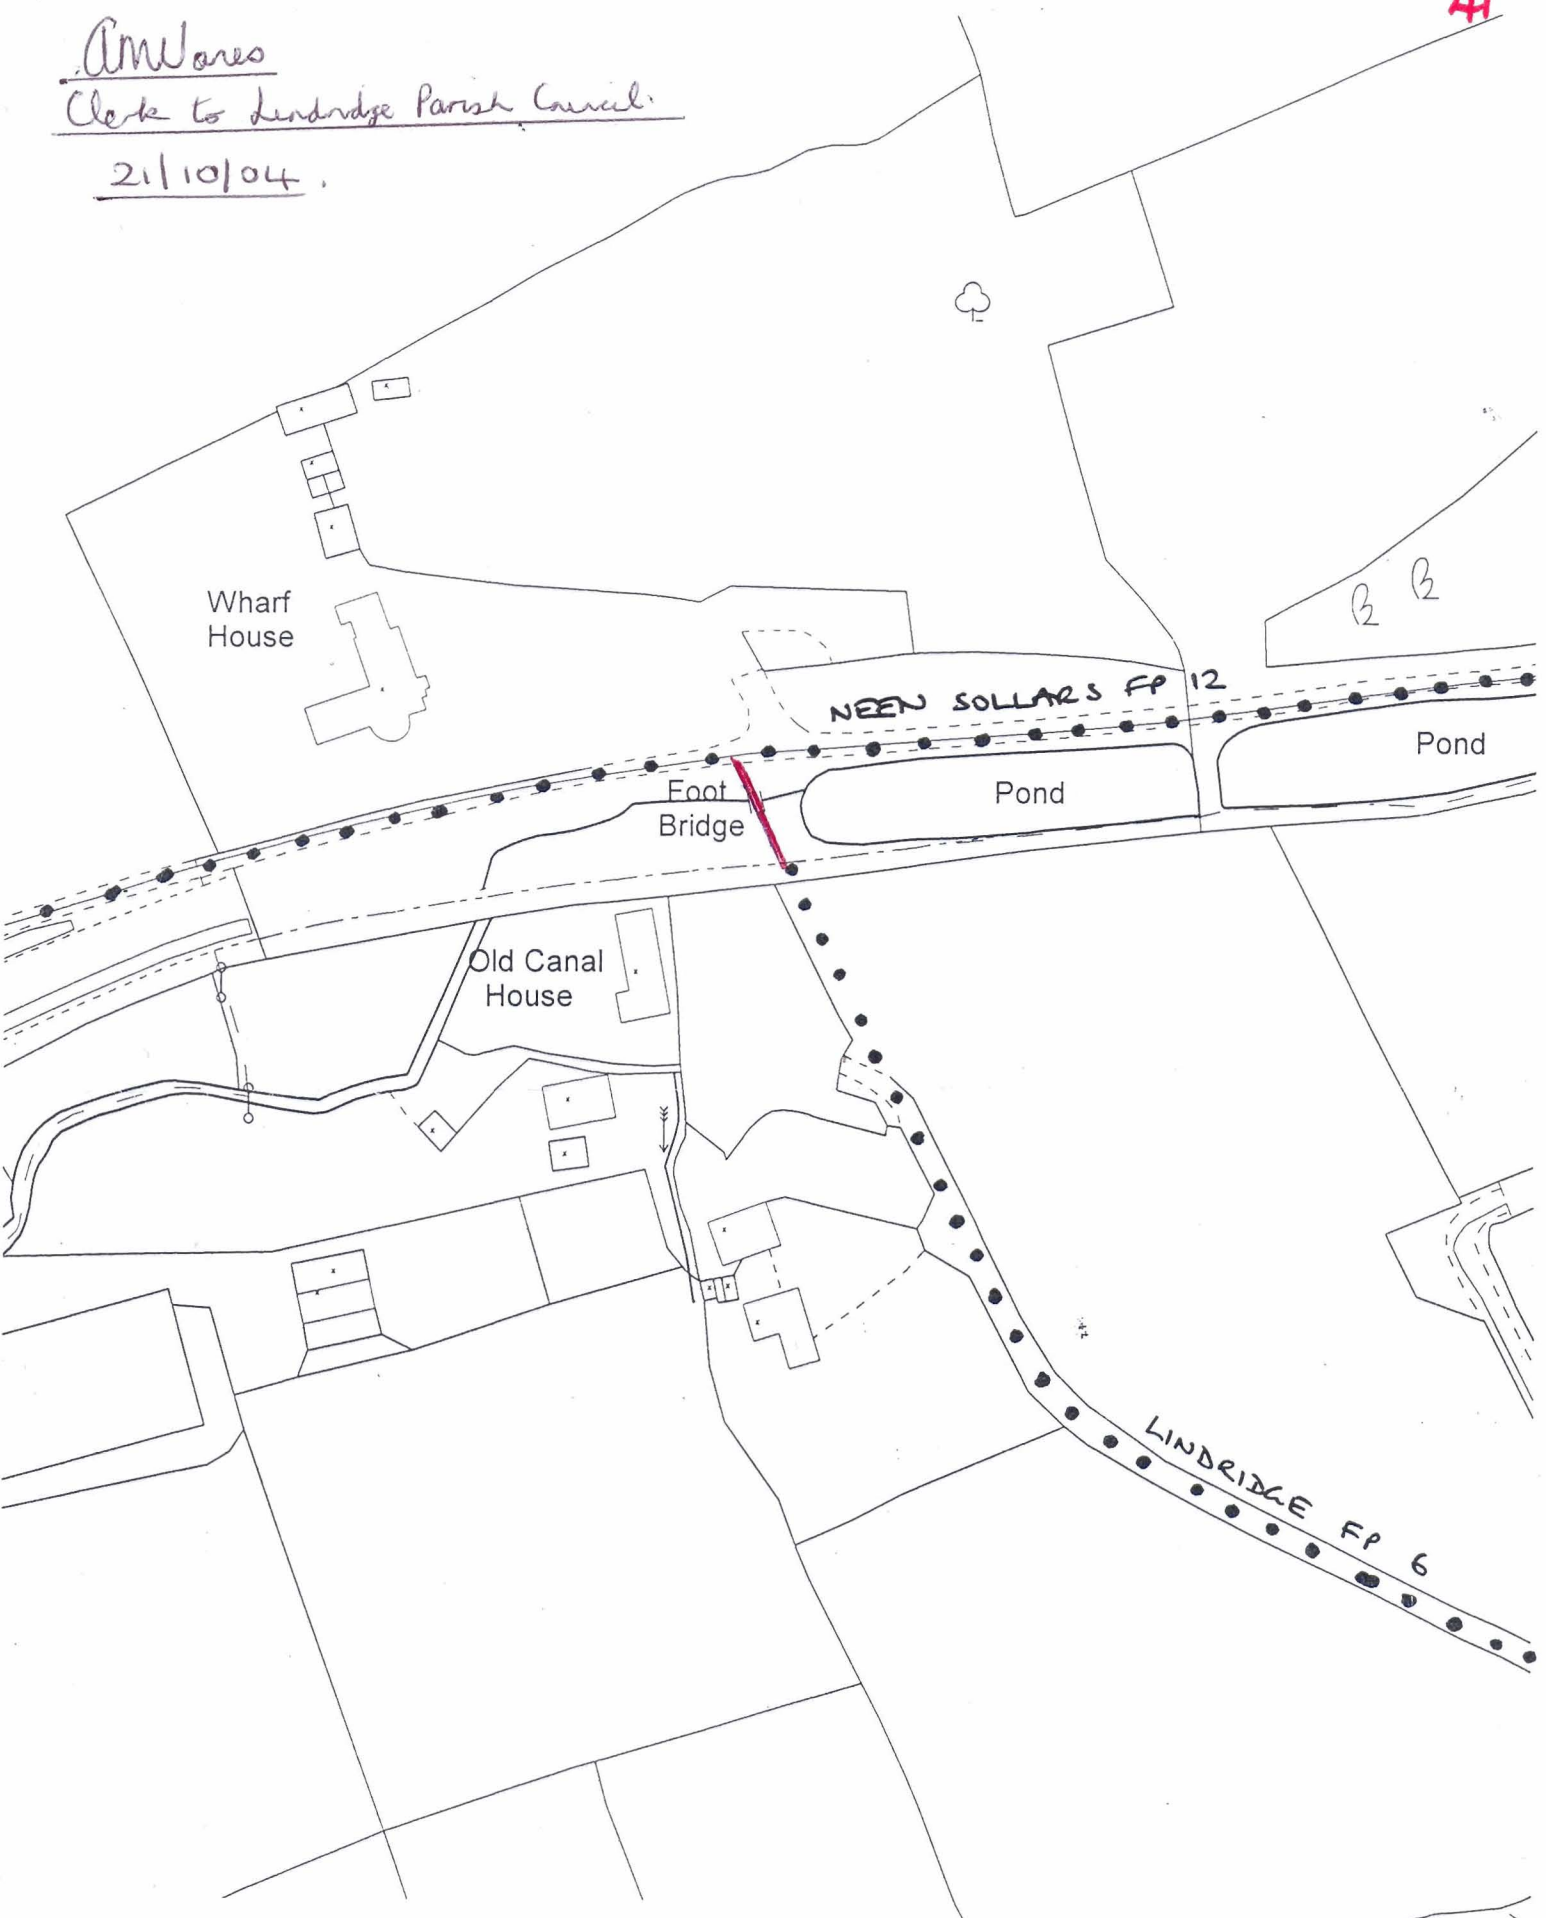 Clerk to Lindridge Parish Council.
21/10/04.
Wharf
House
NEEN SOLLARS FP 12
Pond
Pond
Foot
Bridge
Old Canal
House
LINDRIDGE FP 6